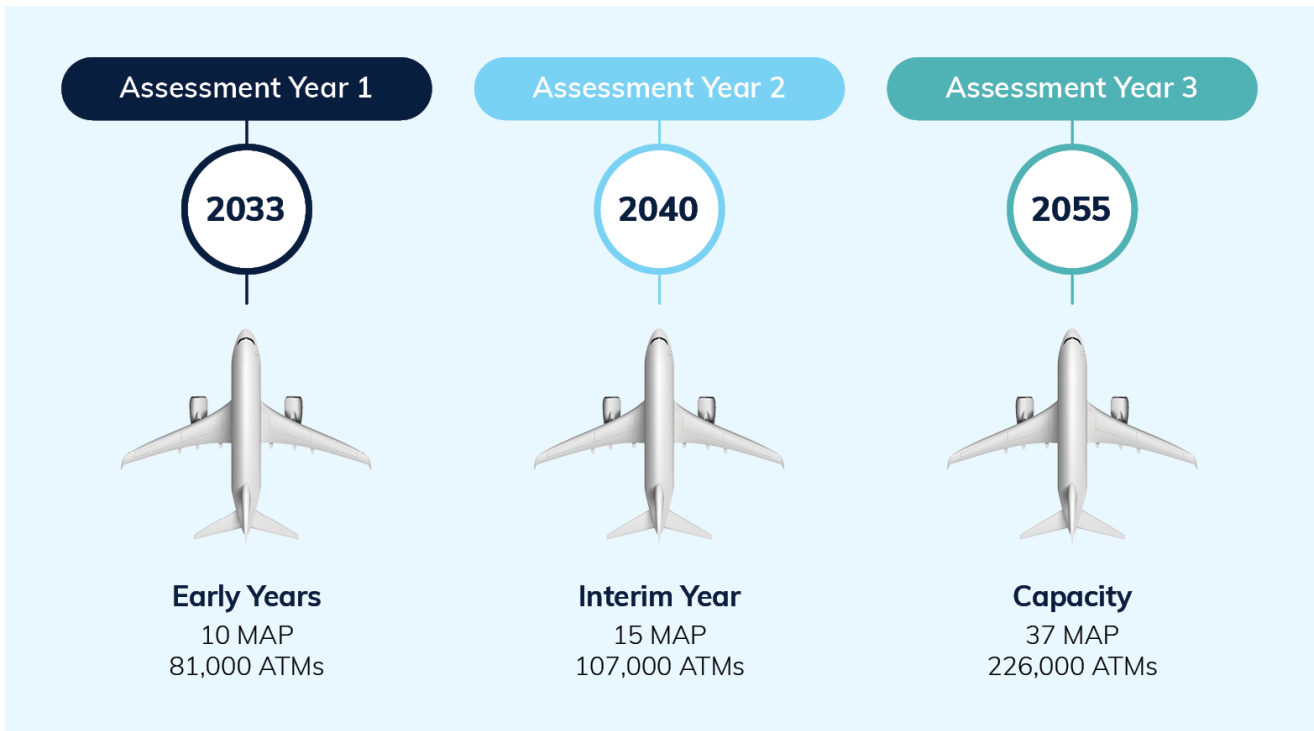 Assessment Year 1
2033
Early Years
10 MAP
81,000 ATMs
Assessment Year 2
2040
Interim Year
15 MAP
107,000 ATMs
Assessment Year 3
2055
Capacity
37 MAP
226,000 ATMs